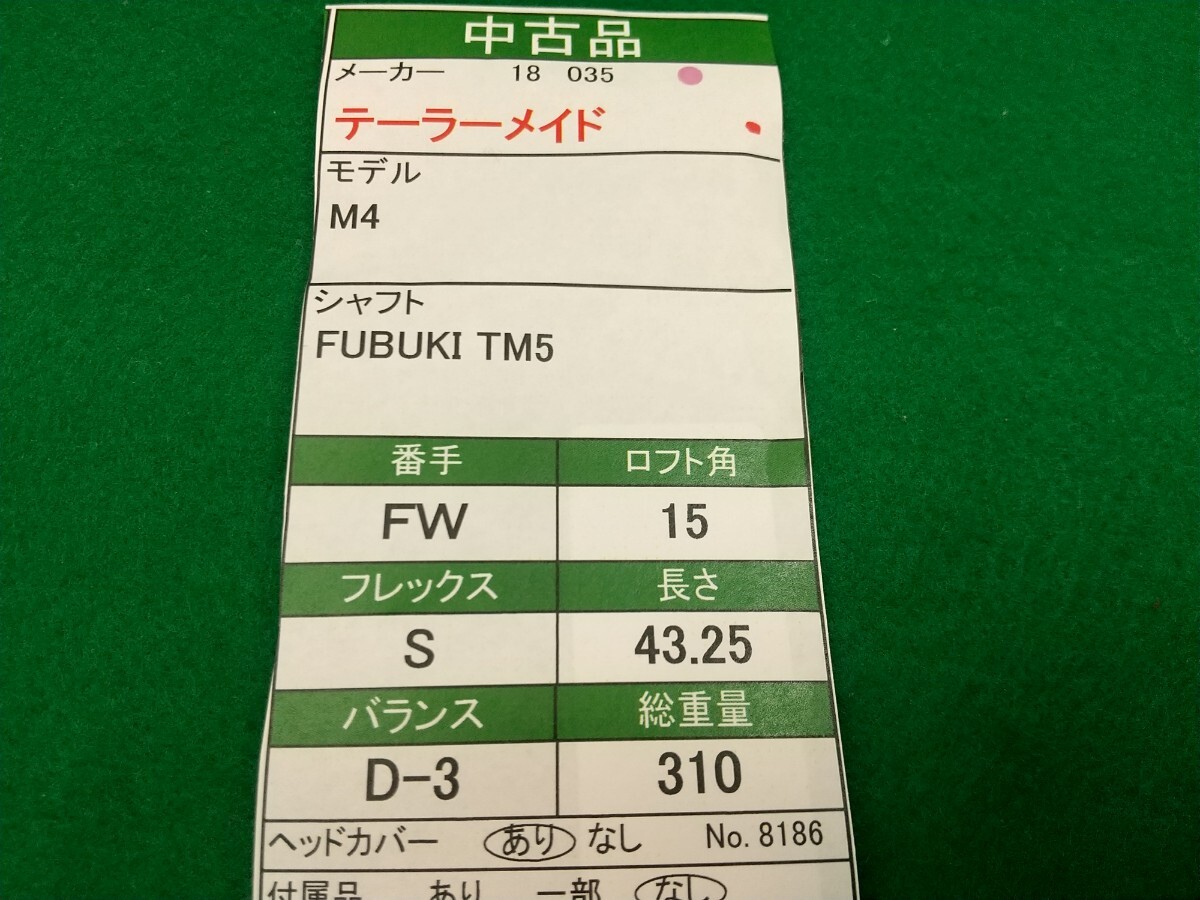 中古品
メーカー 18 035
テーラーメイド
モデル
M4
シャフト
FUBUKI TM5
番手 ロフト角
FW 15
フレックス 長さ
S 43.25
バランス 総重量
D-3 310
ヘッドカバー あり なし No. 8186
付属品 あり 一部 なし